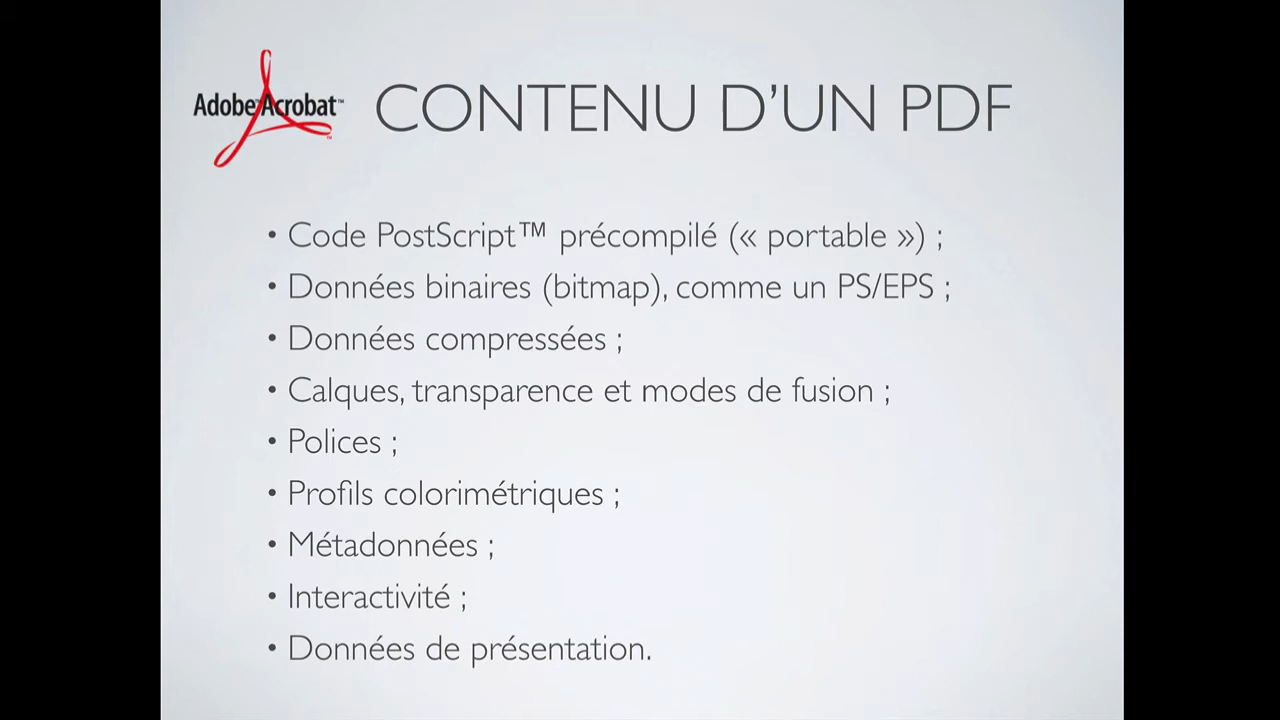 Adobe Acrobat™ CONTENU D’UN PDF
• Code PostScript™ précompilé (« portable ») ;
• Données binaires (bitmap), comme un PS/EPS ;
• Données compressées ;
• Calques, transparence et modes de fusion ;
• Polices ;
• Profils colorimétriques ;
• Métadonnées ;
• Interactivité ;
• Données de présentation.